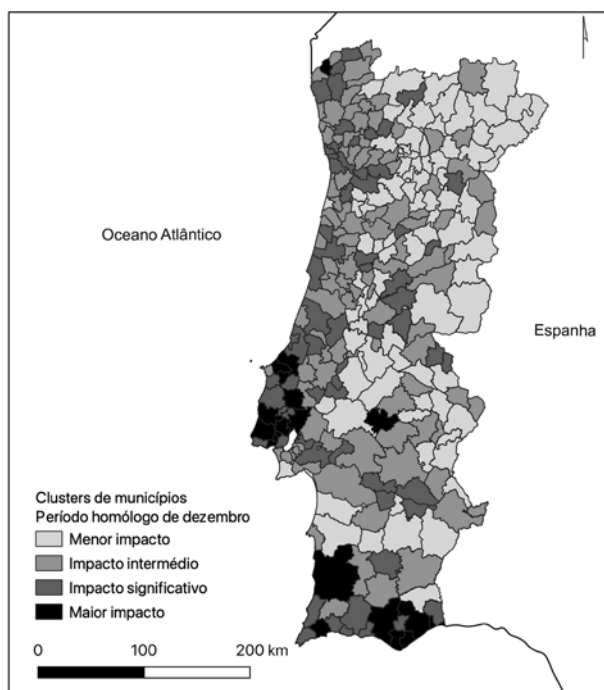 Oceano Atlântico
Espanha
Clusters de municípios
Período homólogo de dezembro
Menor impacto
Impacto intermédio
Impacto significativo
Maior impacto
0 100 200 km